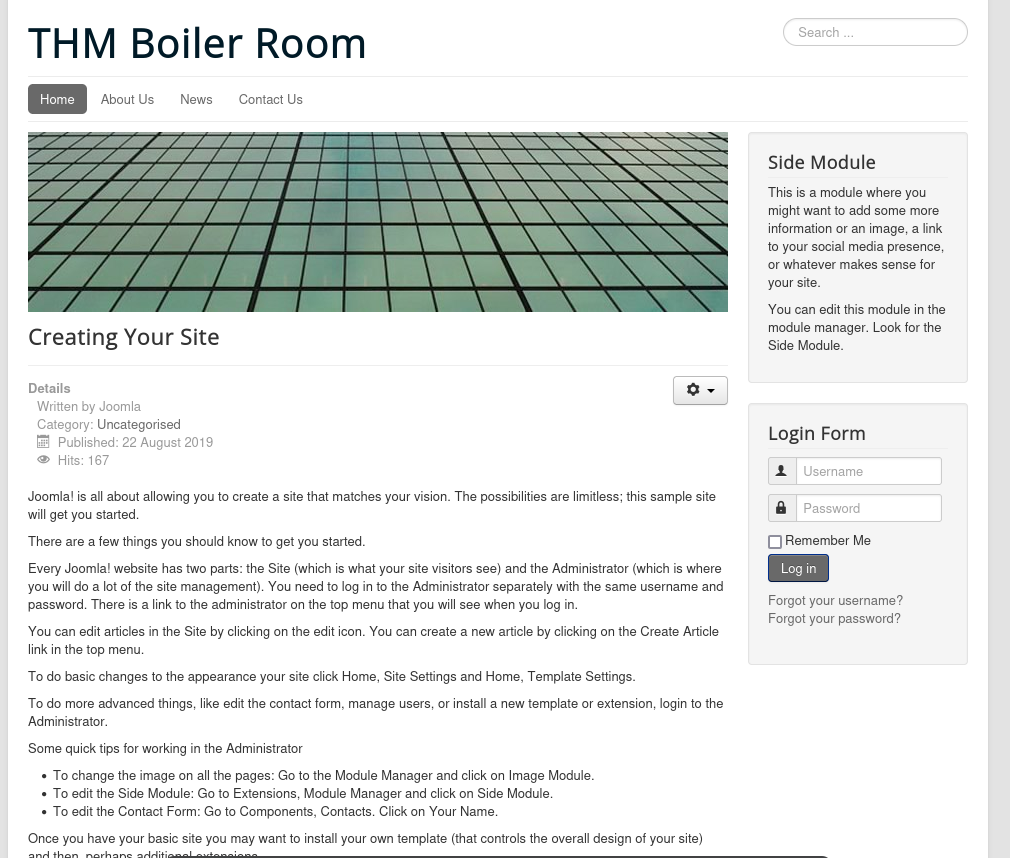 THM Boiler Room
Search ...
Home
About Us
News
Contact Us
Creating Your Site
Details
Written by Joomla
Category: Uncategorised
Published: 22 August 2019
Hits: 167
Joomla! is all about allowing you to create a site that matches your vision. The possibilities are limitless; this sample site
will get you started.
There are a few things you should know to get you started.
Every Joomla! website has two parts: the Site (which is what your site visitors see) and the Administrator (which is where
you will do a lot of the site management). You need to log in to the Administrator separately with the same username and
password. There is a link to the administrator on the top menu that you will see when you log in.
You can edit articles in the Site by clicking on the edit icon. You can create a new article by clicking on the Create Article
link in the top menu.
To do basic changes to the appearance your site click Home, Site Settings and Home, Template Settings.
To do more advanced things, like edit the contact form, manage users, or install a new template or extension, login to the
Administrator.
Some quick tips for working in the Administrator
• To change the image on all the pages: Go to the Module Manager and click on Image Module.
• To edit the Side Module: Go to Extensions, Module Manager and click on Side Module.
• To edit the Contact Form: Go to Components, Contacts. Click on Your Name.
Once you have your basic site you may want to install your own template (that controls the overall design of your site)
and then, perhaps additional extensions.
Side Module
This is a module where you
might want to add some more
information or an image, a link
to your social media presence,
or whatever makes sense for
your site.
You can edit this module in the
module manager. Look for the
Side Module.
Login Form
Username
Password
Remember Me
Log in
Forgot your username?
Forgot your password?